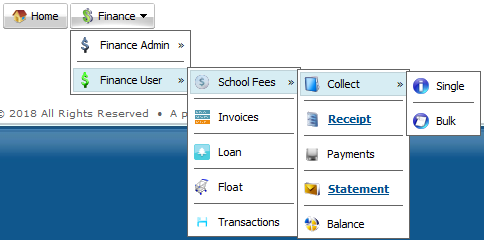 Home
Finance
Finance Admin »
Finance User »
School Fees »
Invoices
Loan
Float
Transactions
Collect »
Receipt
Payments
Statement
Balance
Single
Bulk
© 2018 All Rights Reserved • A p